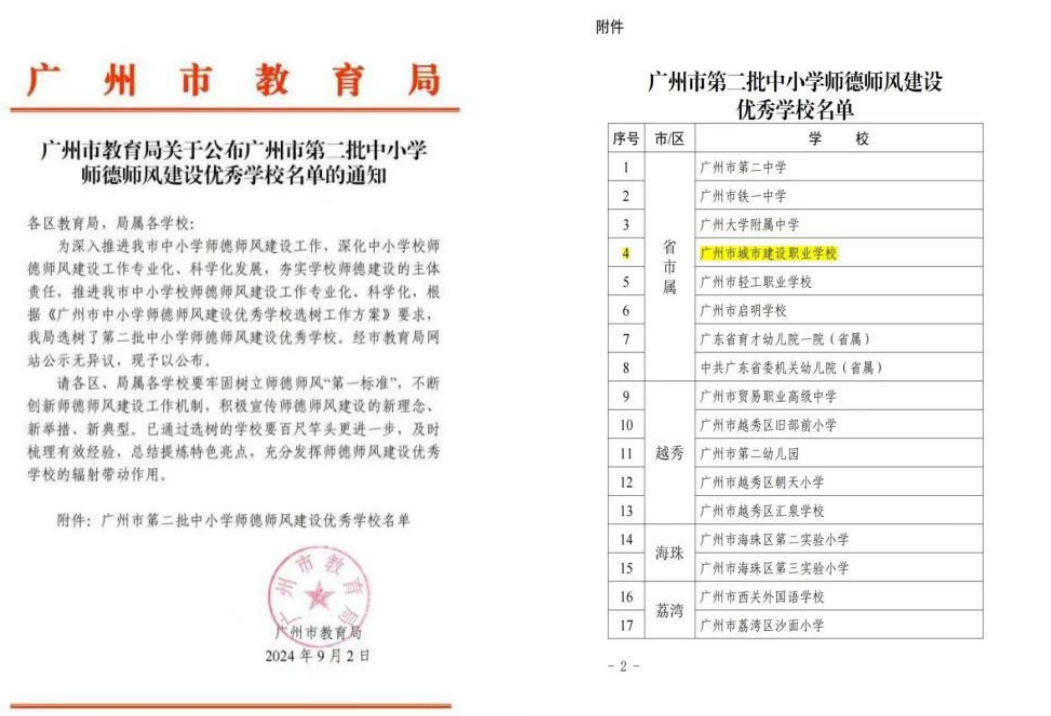 广州市教育局
广州市教育局关于公布广州市第二批中小学
师德师风建设优秀学校名单的通知
各区教育局，局属各学校：
为深入推进我市中小学师德师风建设工作，深化中小学校师
德师风建设工作专业化、科学化发展，夯实学校师德建设的主体
责任，推进我市中小学校师德师风建设工作专业化、科学化，根
据《广州市中小学师德师风建设优秀学校选树工作方案》要求，
我局选树了第二批中小学师德师风建设优秀学校。经市教育局网
站公示无异议，现予以公布。
请各区、局属各学校要牢固树立师德师风“第一标准”，不断
创新师德师风建设工作机制，积极宣传师德师风建设的新理念、
新举措、新典型。已通过选树的学校要百尺竿头更进一步，及时
梳理有效经验，总结提炼特色亮点，充分发挥师德师风建设优秀
学校的辐射带动作用。
附件：广州市第二批中小学师德师风建设优秀学校名单
广州市教育局
广州市教育局
2024年9月2日
附件
广州市第二批中小学师德师风建设
优秀学校名单
序号 市/区 学 校
1 广州市第二中学
2 广州市铁一中学
3 广州大学附属中学
省市属
4 广州市城市建设职业学校
5 广州市轻工职业学校
6 广州市启明学校
7 广东省育才幼儿院一院（省属）
8 中共广东省委机关幼儿院（省属）
9 广州市贸易职业高级中学
10 广州市越秀区旧部前小学
11 越秀 广州市第二幼儿园
12 广州市越秀区朝天小学
13 广州市越秀区汇泉学校
14 海珠 广州市海珠区第二实验小学
15 广州市海珠区第三实验小学
16 荔湾 广州市西关外国语学校
17 广州市荔湾区沙面小学
- 2 -